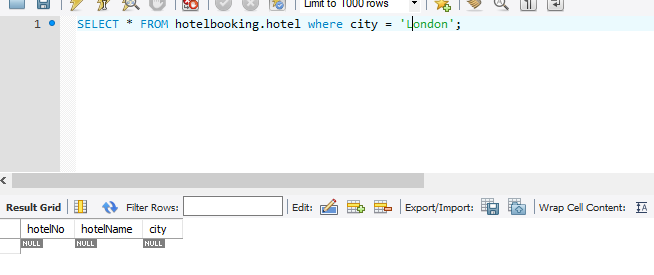 Limit to 1000 rows
1 SELECT * FROM hotelbooking.hotel where city = 'London';
Result Grid Filter Rows: Edit: Export/Import: Wrap Cell Content:
hotelNo hotelName city
NULL NULL NULL